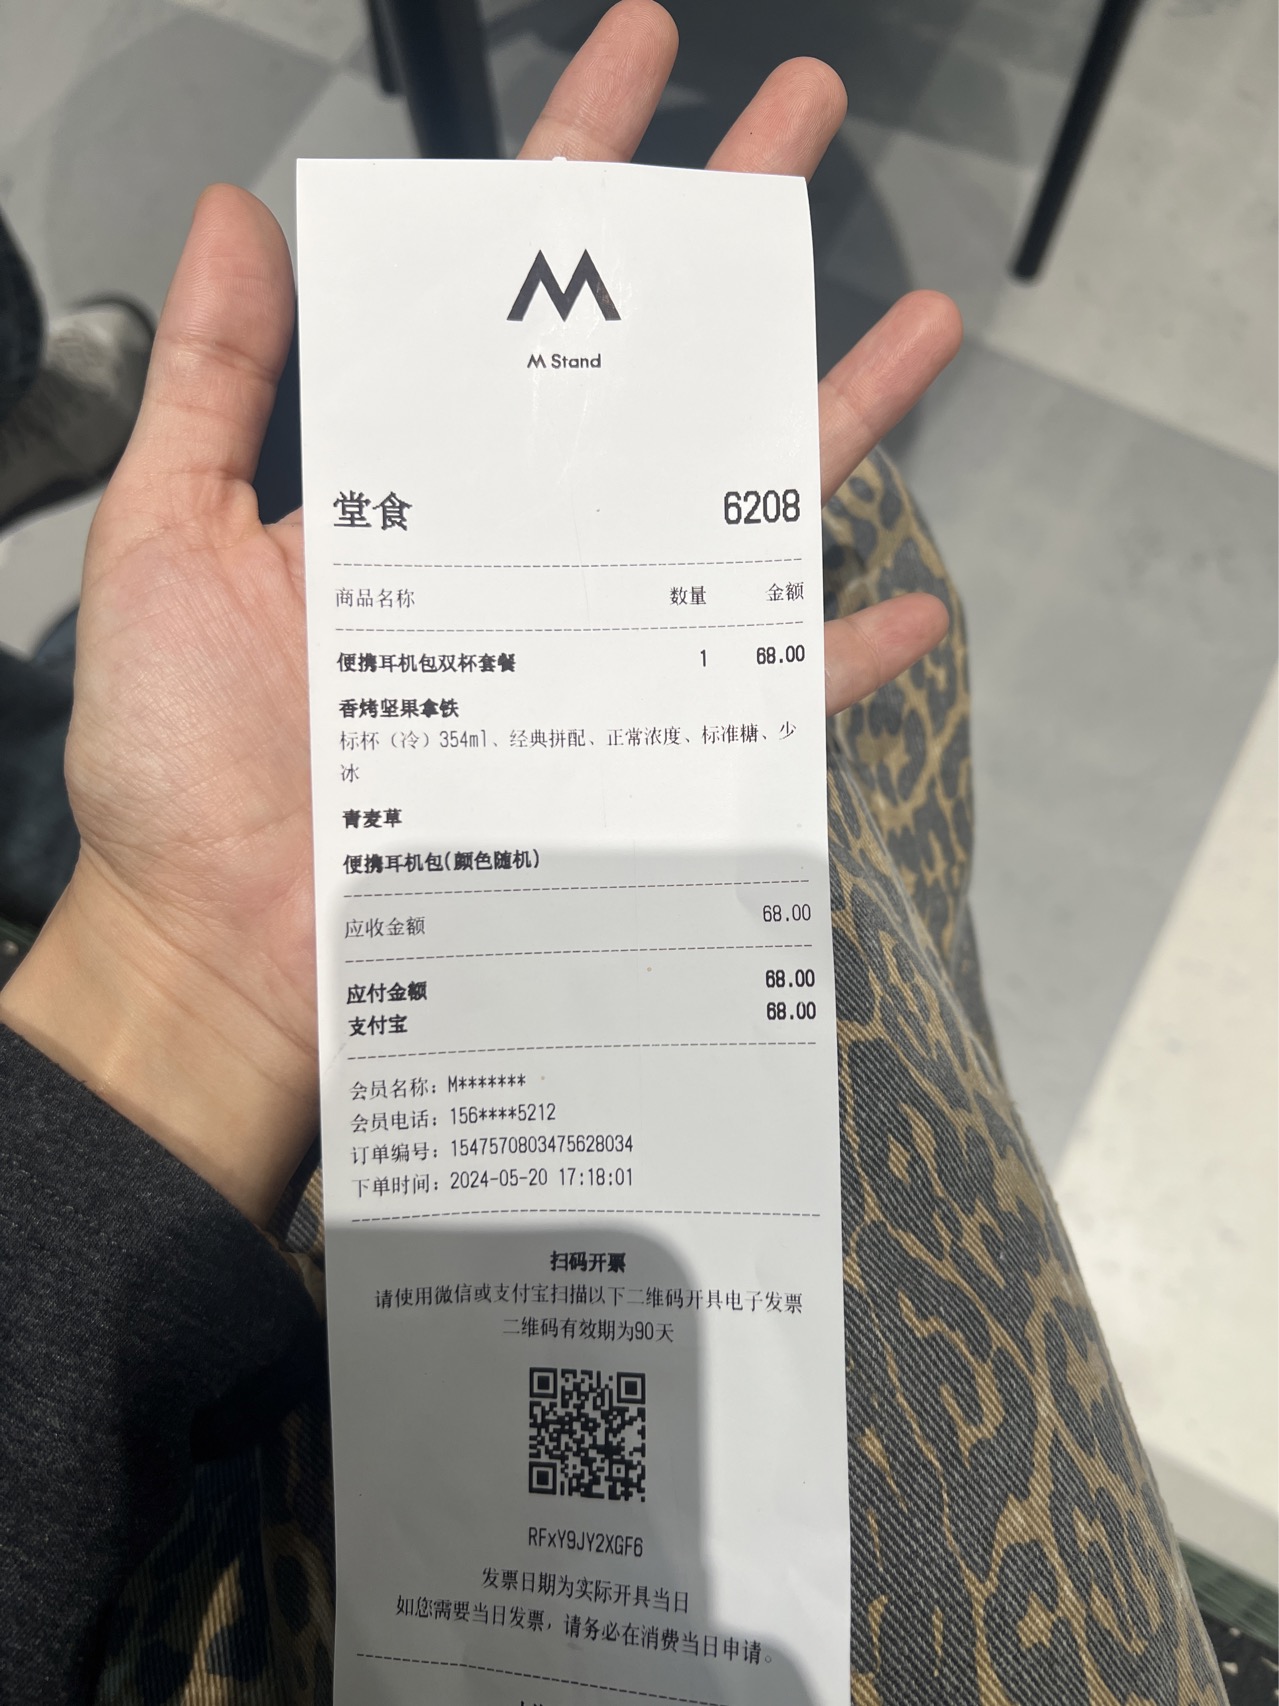 M Stand
堂食 6208
商品名称 数量 金额
便携耳机包双杯套餐 1 68.00
香烤坚果拿铁
标杯（冷）354ml、经典拼配、正常浓度、标准糖、少
冰
青麦草
便携耳机包(颜色随机)
应收金额 68.00
应付金额 68.00
支付宝 68.00
会员名称：M*******
会员电话：156****5212
订单编号：1547570803475628034
下单时间：2024-05-20 17:18:01
扫码开票
请使用微信或支付宝扫描以下二维码开具电子发票
二维码有效期为90天
RFxY9JY2XGF6
发票日期为实际开具当日
如您需要当日发票，请务必在消费当日申请。